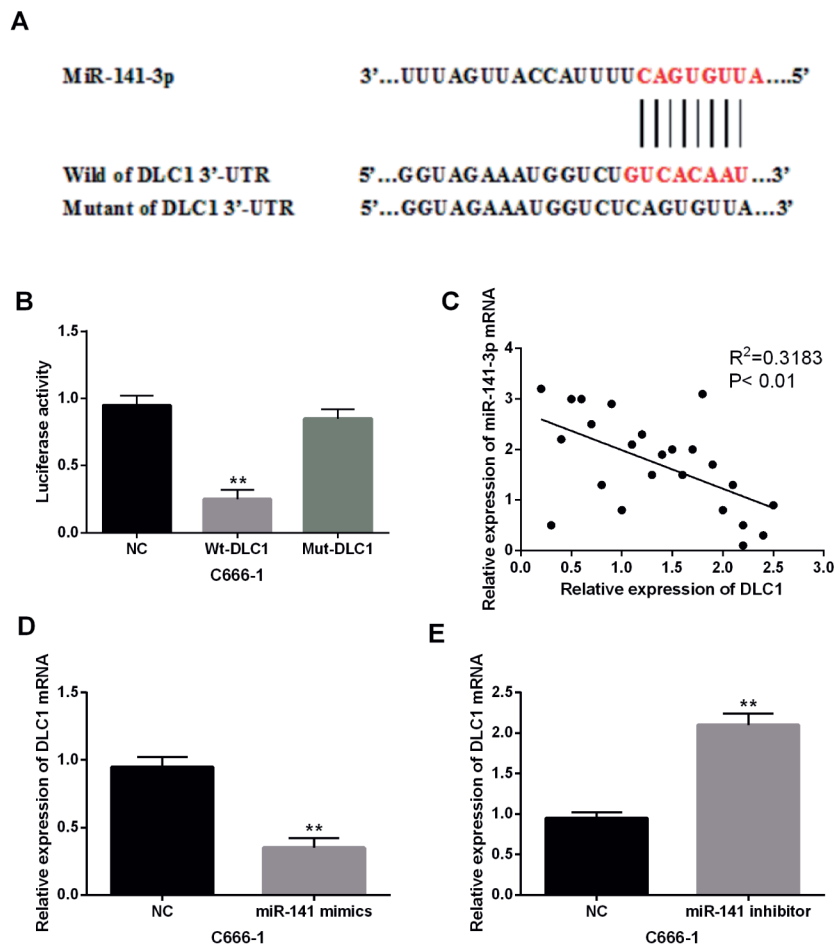 A
MiR-141-3p 3’...UUUAGUUACCAUUUUCAGUGUUA....5’
Wild of DLC1 3’-UTR 5’...GGUAGAAAUGGUCUGUCACAAU...3’
Mutant of DLC1 3’-UTR 5’...GGUAGAAAUGGUCUCAGUGUUA...3’
B
Luciferase activity
1.5
1.0
0.5
0.0
**
NC Wt-DLC1 Mut-DLC1
C666-1
C
Relative expression of miR-141-3p mRNA
R²=0.3183
P< 0.01
4
3
2
1
0
0.0 0.5 1.0 1.5 2.0 2.5 3.0
Relative expression of DLC1
D
Relative expression of DLC1 mRNA
1.5
1.0
0.5
0.0
**
NC miR-141 mimics
C666-1
E
Relative expression of DLC1 mRNA
2.5
2.0
1.5
1.0
0.5
0.0
**
NC miR-141 inhibitor
C666-1